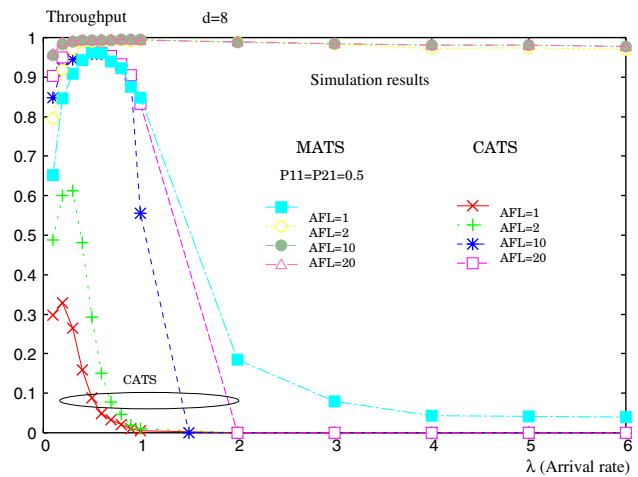 Throughput
d=8
1
0.9
0.8
0.7
0.6
0.5
0.4
0.3
0.2
0.1
0
Simulation results
MATS
CATS
P11=P21=0.5
AFL=1
AFL=2
AFL=10
AFL=20
AFL=1
AFL=2
AFL=10
AFL=20
CATS
0
1
2
3
4
5
6
λ (Arrival rate)